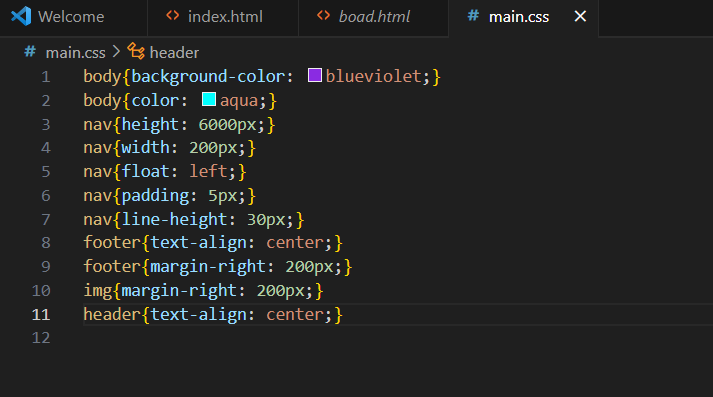 Welcome index.html boad.html # main.css
# main.css > header
1 body{background-color: blueviolet;}
2 body{color: aqua;}
3 nav{height: 6000px;}
4 nav{width: 200px;}
5 nav{float: left;}
6 nav{padding: 5px;}
7 nav{line-height: 30px;}
8 footer{text-align: center;}
9 footer{margin-right: 200px;}
10 img{margin-right: 200px;}
11 header{text-align: center;}
12